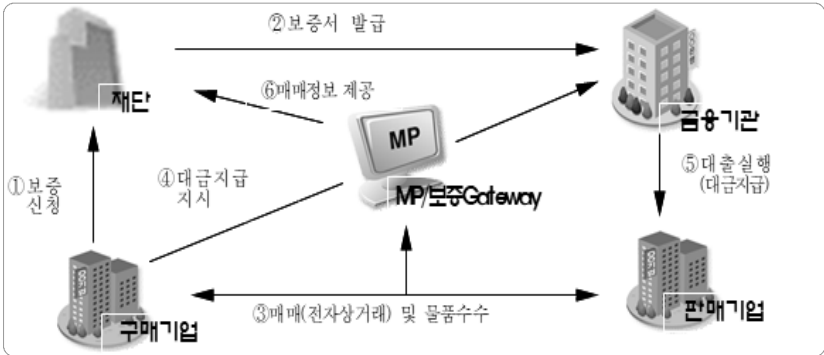 ②보증서 발급
재단
⑥매매정보 제공
MP
금융기관
①보증
신청
④대금지급
지시
MP/보증Gateway
⑤대출실행
(대금지급)
구매기업
③매매(전자상거래) 및 물품수수
판매기업